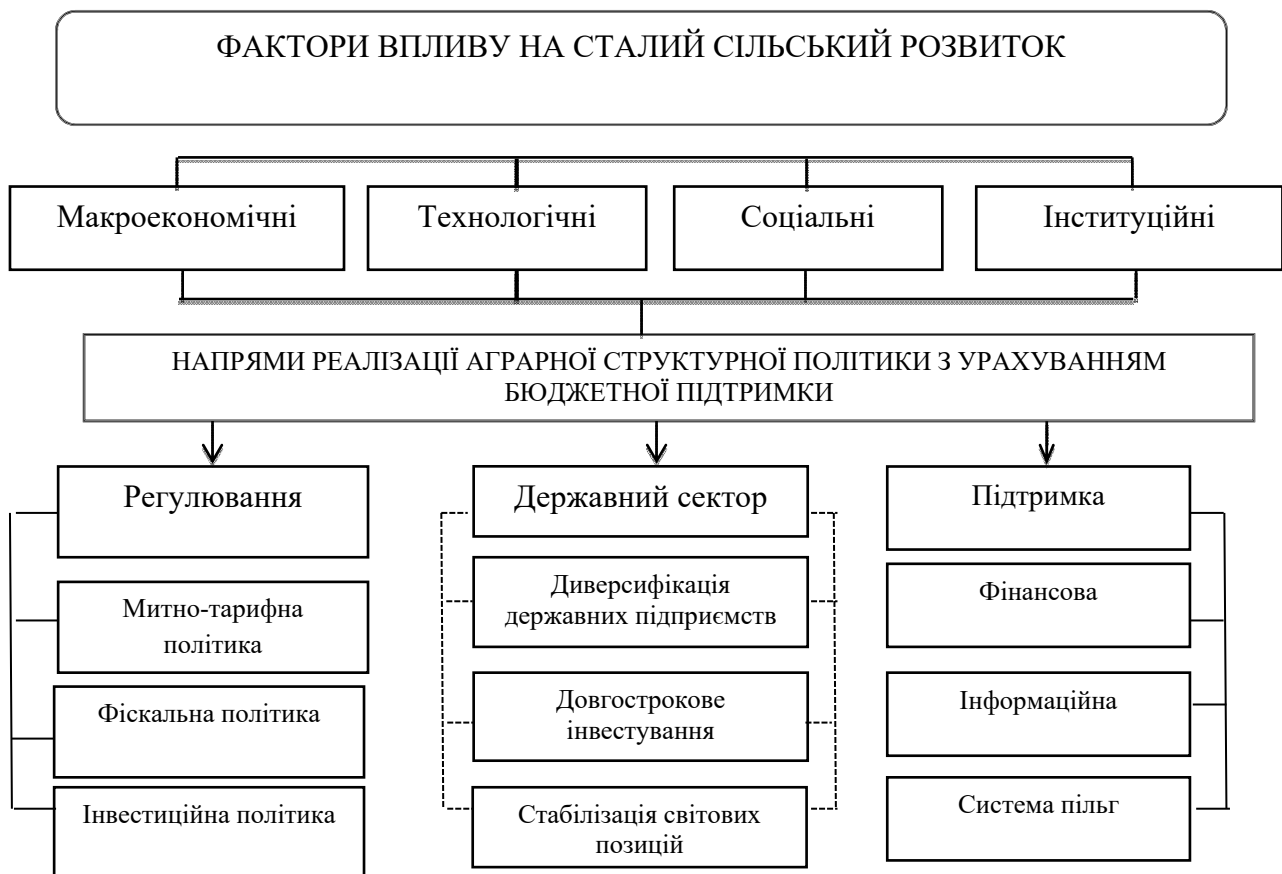 ФАКТОРИ ВПЛИВУ НА СТАЛИЙ СІЛЬСЬКИЙ РОЗВИТОК
Макроекономічні
Технологічні
Соціальні
Інституційні
НАПРЯМИ РЕАЛІЗАЦІЇ АГРАРНОЇ СТРУКТУРНОЇ ПОЛІТИКИ З УРАХУВАННЯМ
БЮДЖЕТНОЇ ПІДТРИМКИ
Регулювання
Митно-тарифна
політика
Фіскальна політика
Інвестиційна політика
Державний сектор
Диверсифікація
державних підприємств
Довгострокове
інвестування
Стабілізація світових
позицій
Підтримка
Фінансова
Інформаційна
Система пільг